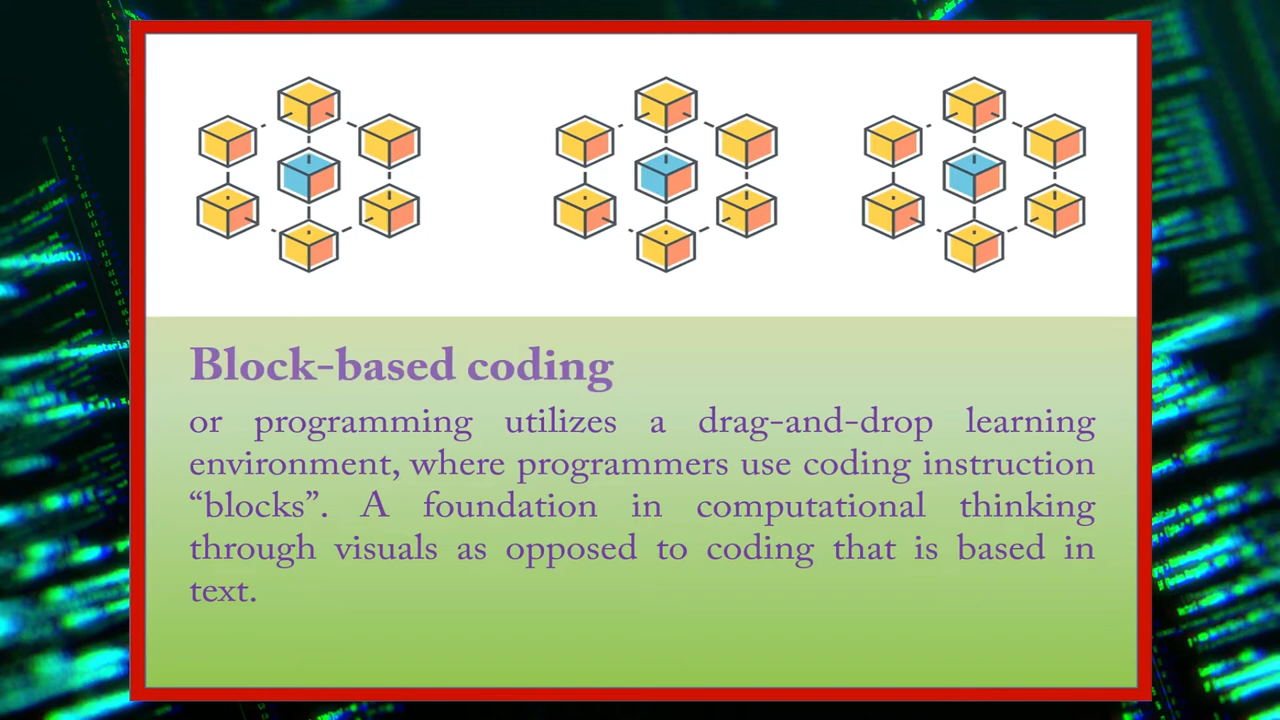 Block-based coding
or programming utilizes a drag-and-drop learning
environment, where programmers use coding instruction
“blocks”. A foundation in computational thinking
through visuals as opposed to coding that is based in
text.